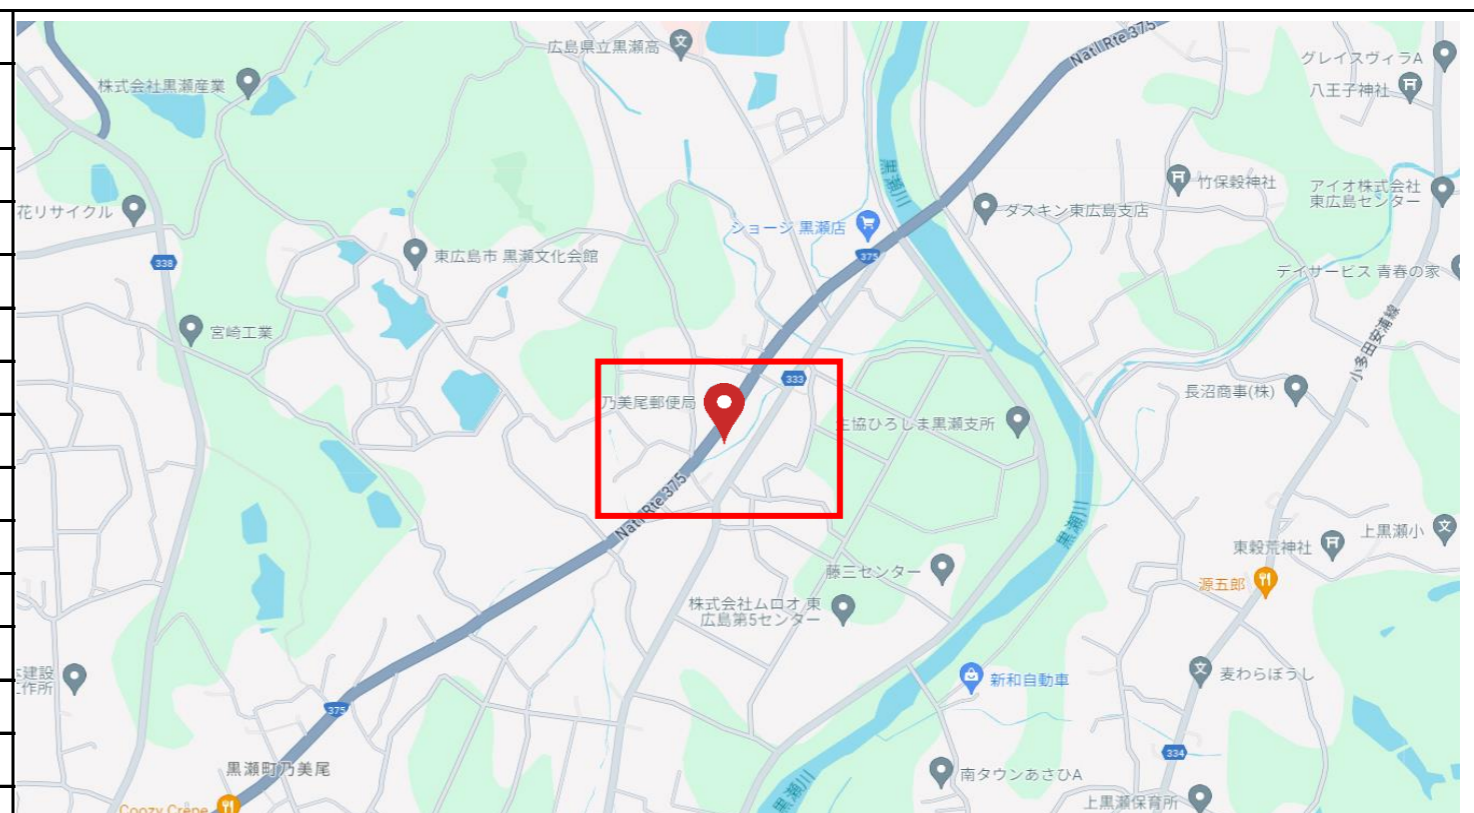 広島県立黒瀬高
Nat'l Rte 375
グレイスヴィラA
株式会社黒瀬産業
八王子神社
黒瀬川
竹保穀神社
アイオ株式会社
東広島センター
花リサイクル
ダスキン東広島支店
ショージ 黒瀬店
東広島市 黒瀬文化会館
375
338
デイサービス 青春の家
宮崎工業
小多田安浦線
333
長沼商事(株)
乃美尾郵便局
生協ひろしま黒瀬支所
Nat'l Rte 375
黒瀬川
上黒瀬小
東穀荒神社
藤三センター
源五郎
株式会社ムロオ 東
広島第5センター
建設
作所
新和自動車
麦わらぼうし
375
334
黒瀬町乃美尾
南タウンあさひA
黒瀬川
上黒瀬保育所
Coozy Crepe